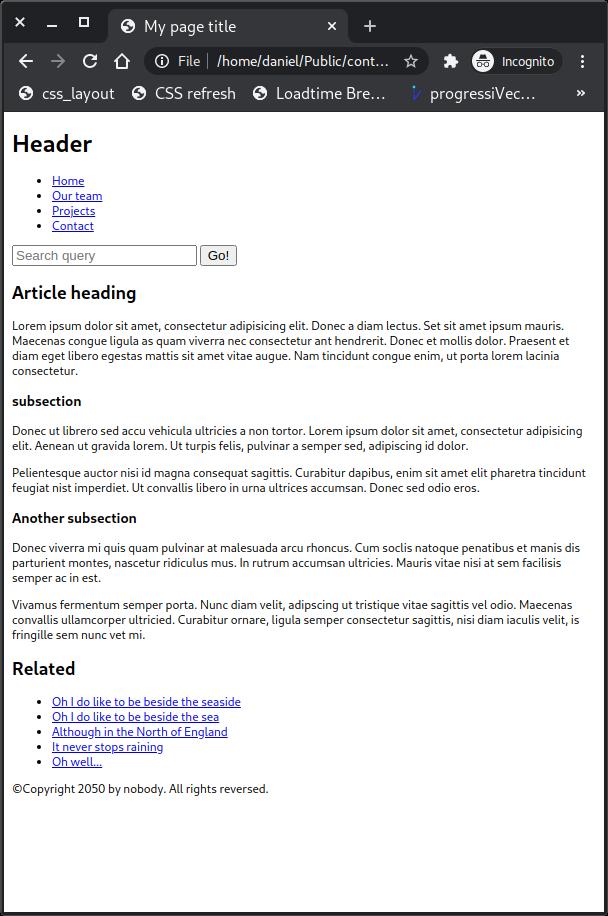 My page title
File | /home/daniel/Public/cont...
Incognito
css_layout CSS refresh Loadtime Bre... progressiVec... »
Header
Home
Our team
Projects
Contact
Search query Go!
Article heading
Lorem ipsum dolor sit amet, consectetur adipisicing elit. Donec a diam lectus. Set sit amet ipsum mauris.
Maecenas congue ligula as quam viverra nec consectetur ant hendrerit. Donec et mollis dolor. Praesent et
diam eget libero egestas mattis sit amet vitae augue. Nam tincidunt congue enim, ut porta lorem lacinia
consectetur.
subsection
Donec ut librero sed accu vehicula ultricies a non tortor. Lorem ipsum dolor sit amet, consectetur adipisicing
elit. Aenean ut gravida lorem. Ut turpis felis, pulvinar a semper sed, adipiscing id dolor.
Pelientesque auctor nisi id magna consequat sagittis. Curabitur dapibus, enim sit amet elit pharetra tincidunt
feugiat nist imperdiet. Ut convallis libero in urna ultrices accumsan. Donec sed odio eros.
Another subsection
Donec viverra mi quis quam pulvinar at malesuada arcu rhoncus. Cum soclis natoque penatibus et manis dis
parturient montes, nascetur ridiculus mus. In rutrum accumsan ultricies. Mauris vitae nisi at sem facilisis
semper ac in est.
Vivamus fermentum semper porta. Nunc diam velit, adipscing ut tristique vitae sagittis vel odio. Maecenas
convallis ullamcorper ultricied. Curabitur ornare, ligula semper consectetur sagittis, nisi diam iaculis velit, is
fringille sem nunc vet mi.
Related
Oh I do like to be beside the seaside
Oh I do like to be beside the sea
Although in the North of England
It never stops raining
Oh well...
©Copyright 2050 by nobody. All rights reversed.